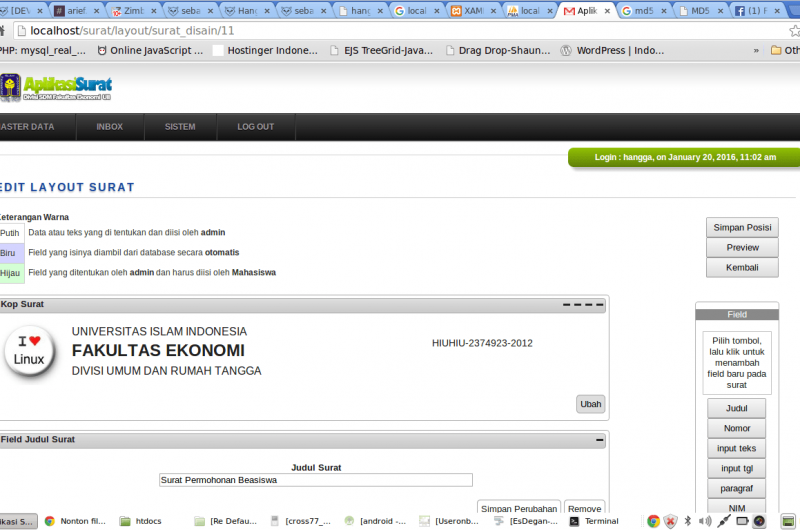 [DEV
arief
Zimb
seba
Hang
seba
hang
local
XAM
local
Aplik
md5
MD5
(1) F
localhost/surat/layout/surat_disain/11
PHP: mysql_real_...
Online JavaScript ...
Hostinger Indone...
EJS TreeGrid-Java...
Drag Drop-Shaun...
WordPress | Indo...
»
Oth
AplikasiSurat
Divisi SDM Fakultas Ekonomi UII
ASTER DATA
INBOX
SISTEM
LOG OUT
Login : hangga, on January 20, 2016, 11:02 am
EDIT LAYOUT SURAT
Keterangan Warna
Putih Data atau teks yang di tentukan dan diisi oleh admin
Biru Field yang isinya diambil dari database secara otomatis
Hijau Field yang ditentukan oleh admin dan harus diisi oleh Mahasiswa
Simpan Posisi
Preview
Kembali
Kop Surat
I ♥
Linux
UNIVERSITAS ISLAM INDONESIA
FAKULTAS EKONOMI
DIVISI UMUM DAN RUMAH TANGGA
HIUHIU-2374923-2012
Ubah
Field
Pilih tombol,
lalu klik untuk
menambah
field baru pada
surat
Judul
Nomor
input teks
input tgl
paragraf
NIM
Field Judul Surat
Judul Surat
Surat Permohonan Beasiswa
Simpan Perubahan
Remove
ikasi S...
Nonton fil...
htdocs
[Re Defau...
[cross77_...
[android -...
[Useronb...
[EsDegan-...
Terminal